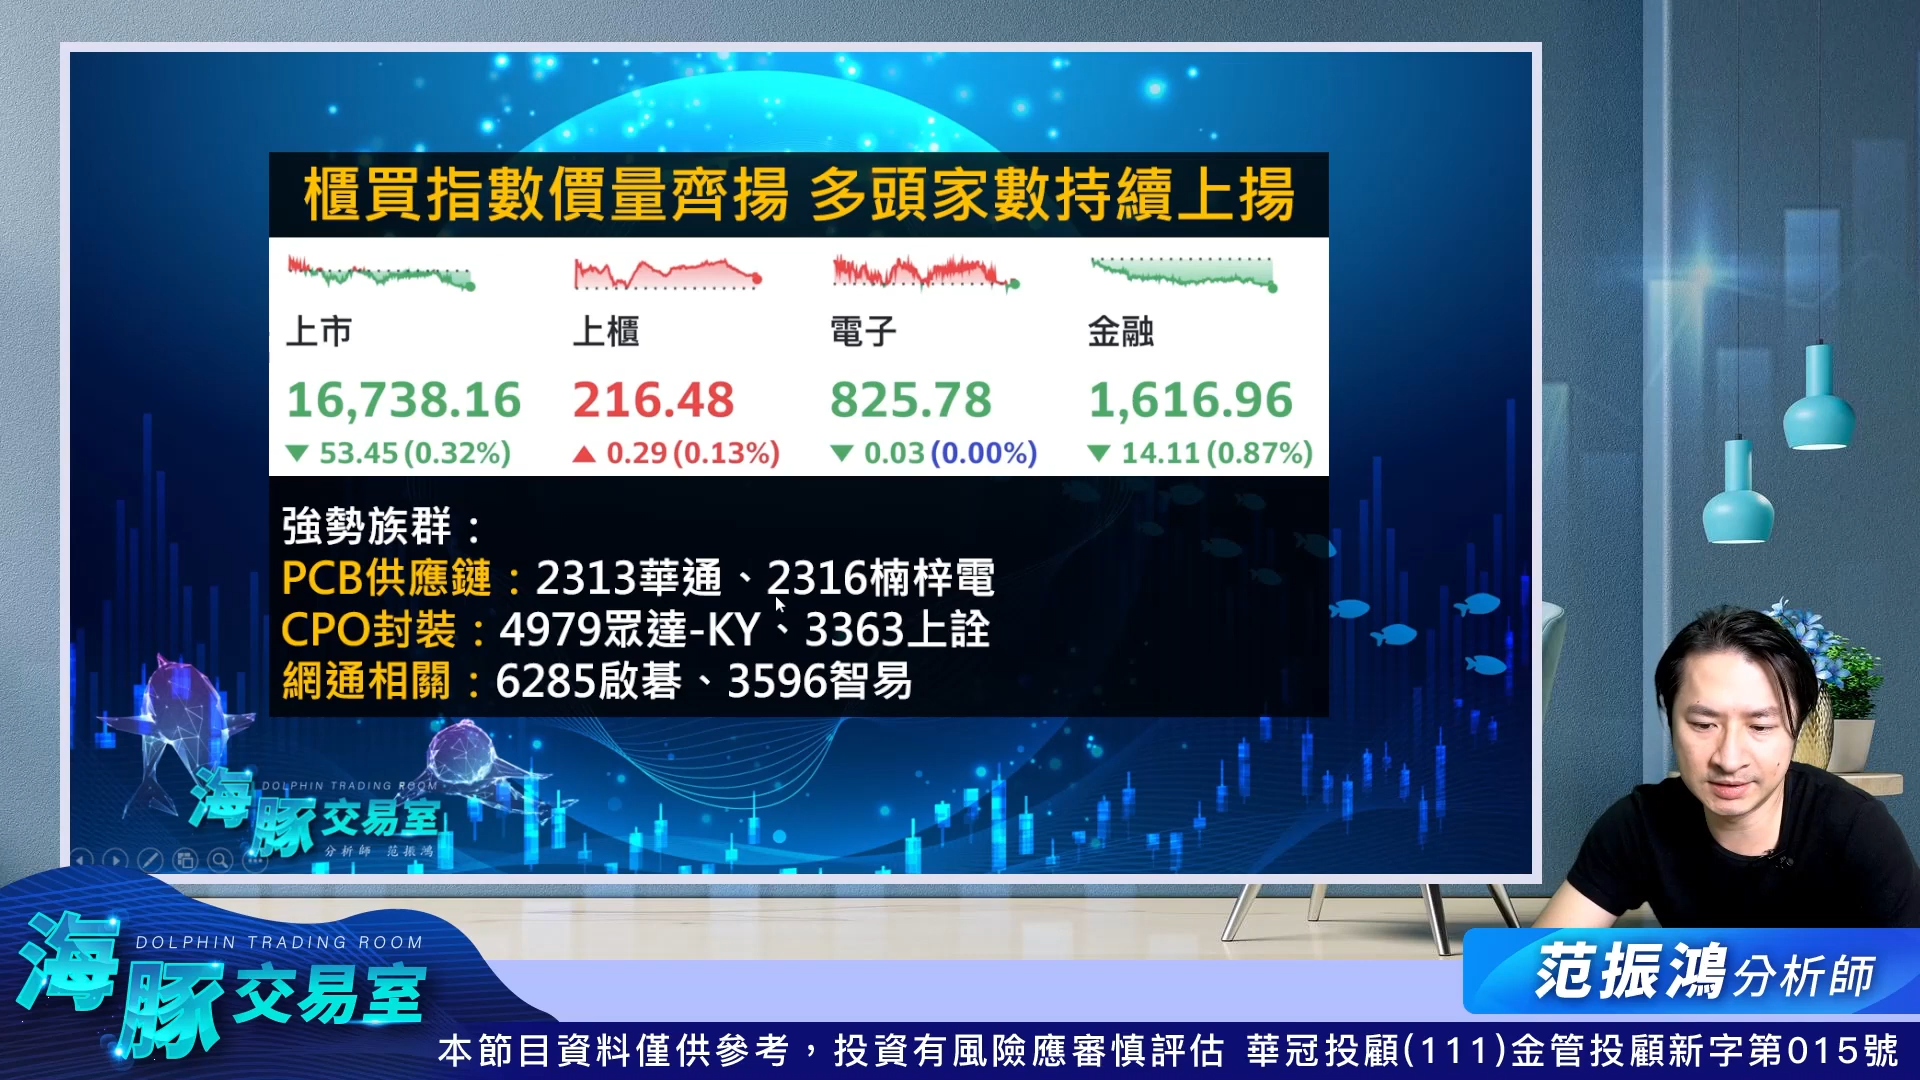 櫃買指數價量齊揚 多頭家數持續上揚
上市 上櫃 電子 金融
16,738.16 216.48 825.78 1,616.96
▼ 53.45 (0.32%) ▲ 0.29 (0.13%) ▼ 0.03 (0.00%) ▼ 14.11 (0.87%)
強勢族群：
PCB供應鏈：2313華通、2316楠梓電
CPO封裝：4979眾達-KY、3363上詮
網通相關：6285啟碁、3596智易
DOLPHIN TRADING ROOM
海豚交易室
分析師 范振鴻
DOLPHIN TRADING ROOM
海豚交易室
范振鴻分析師
本節目資料僅供參考，投資有風險應審慎評估 華冠投顧(111)金管投顧新字第015號